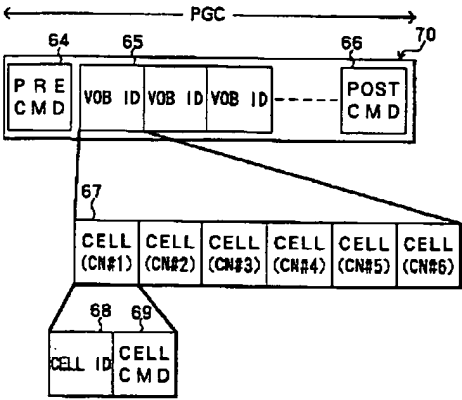 PGC
64 65 66 70
PRE CMD VOB ID VOB ID VOB ID POST CMD
67
CELL (CN#1) CELL (CN#2) CELL (CN#3) CELL (CN#4) CELL (CN#5) CELL (CN#6)
68 69
CELL ID CELL CMD